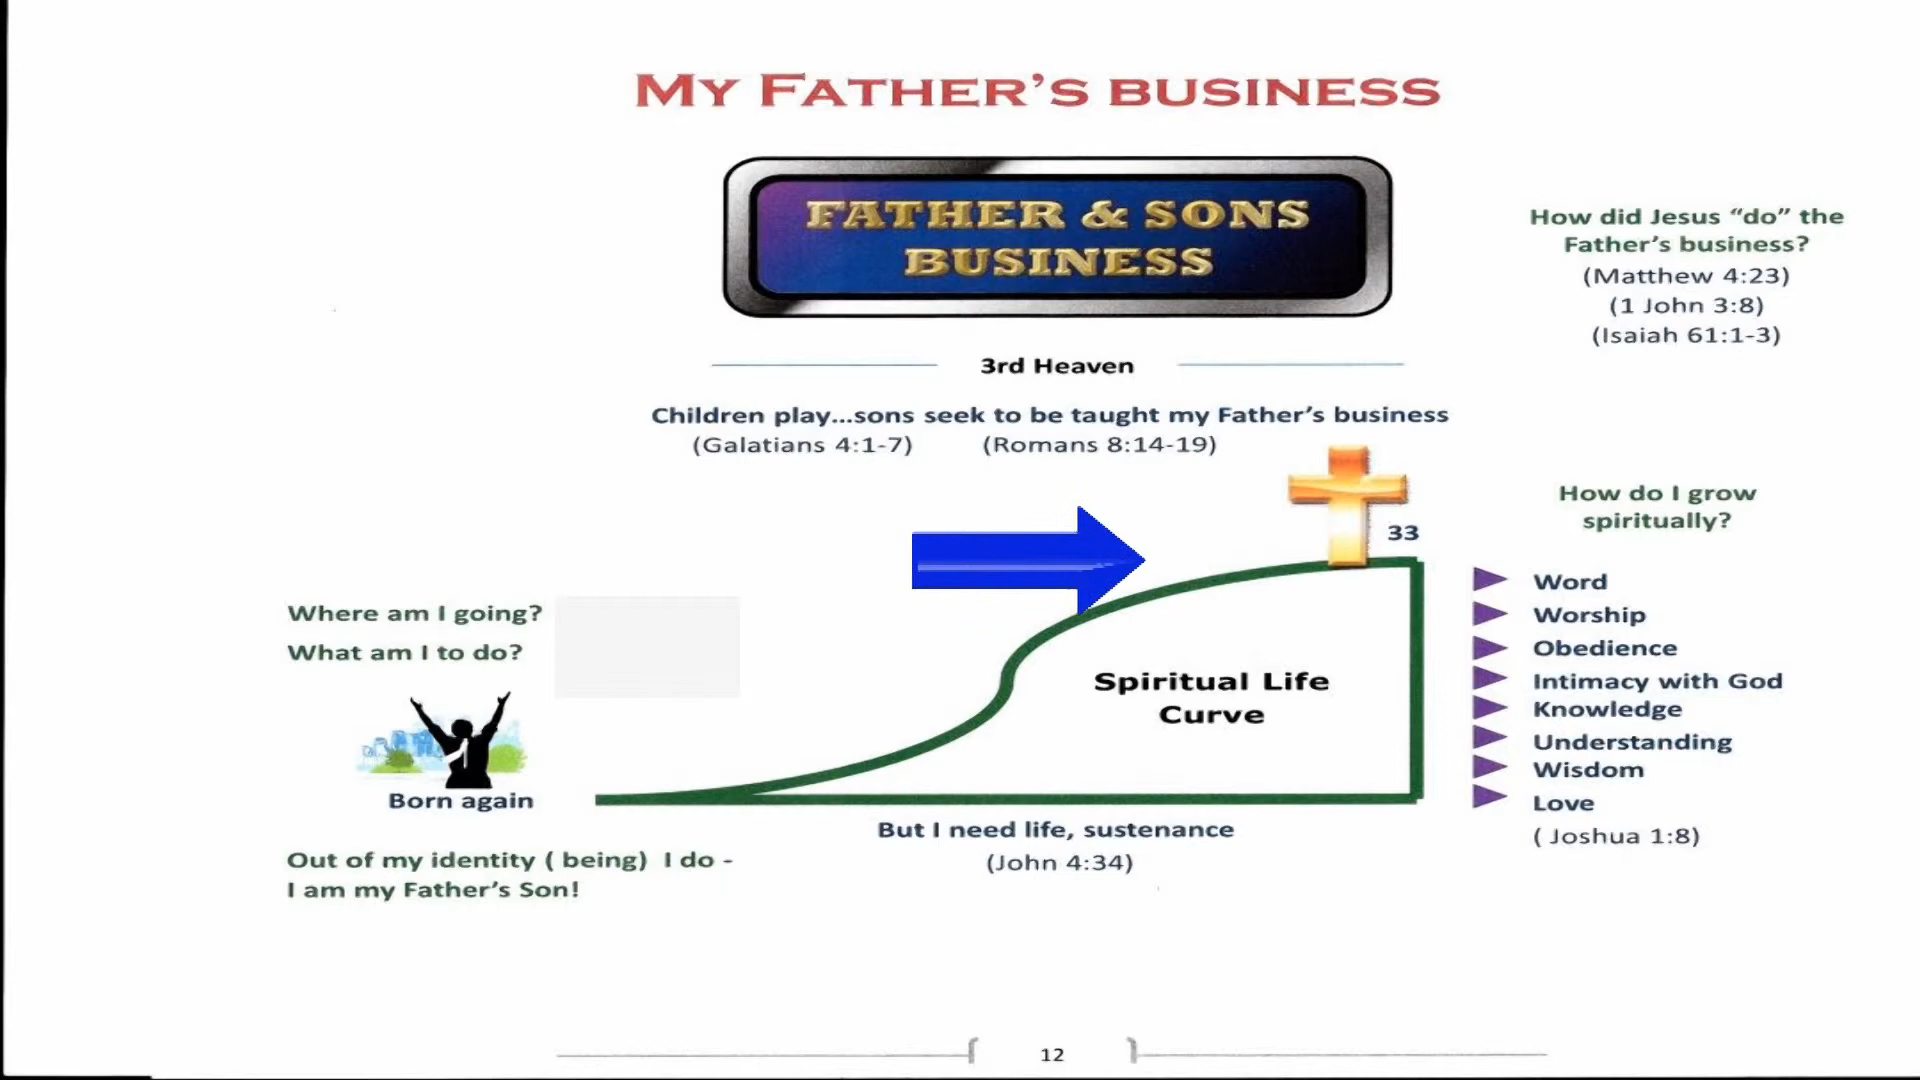 MY FATHER'S BUSINESS
FATHER & SONS
BUSINESS
How did Jesus “do” the
Father's business?
(Matthew 4:23)
(1 John 3:8)
(Isaiah 61:1-3)
3rd Heaven
Children play...sons seek to be taught my Father's business
(Galatians 4:1-7) (Romans 8:14-19)
33
How do I grow
spiritually?
Word
Worship
Obedience
Intimacy with God
Knowledge
Understanding
Wisdom
Love
( Joshua 1:8)
Where am I going?
What am I to do?
Spiritual Life
Curve
Born again
But I need life, sustenance
(John 4:34)
Out of my identity ( being) I do -
I am my Father's Son!
12